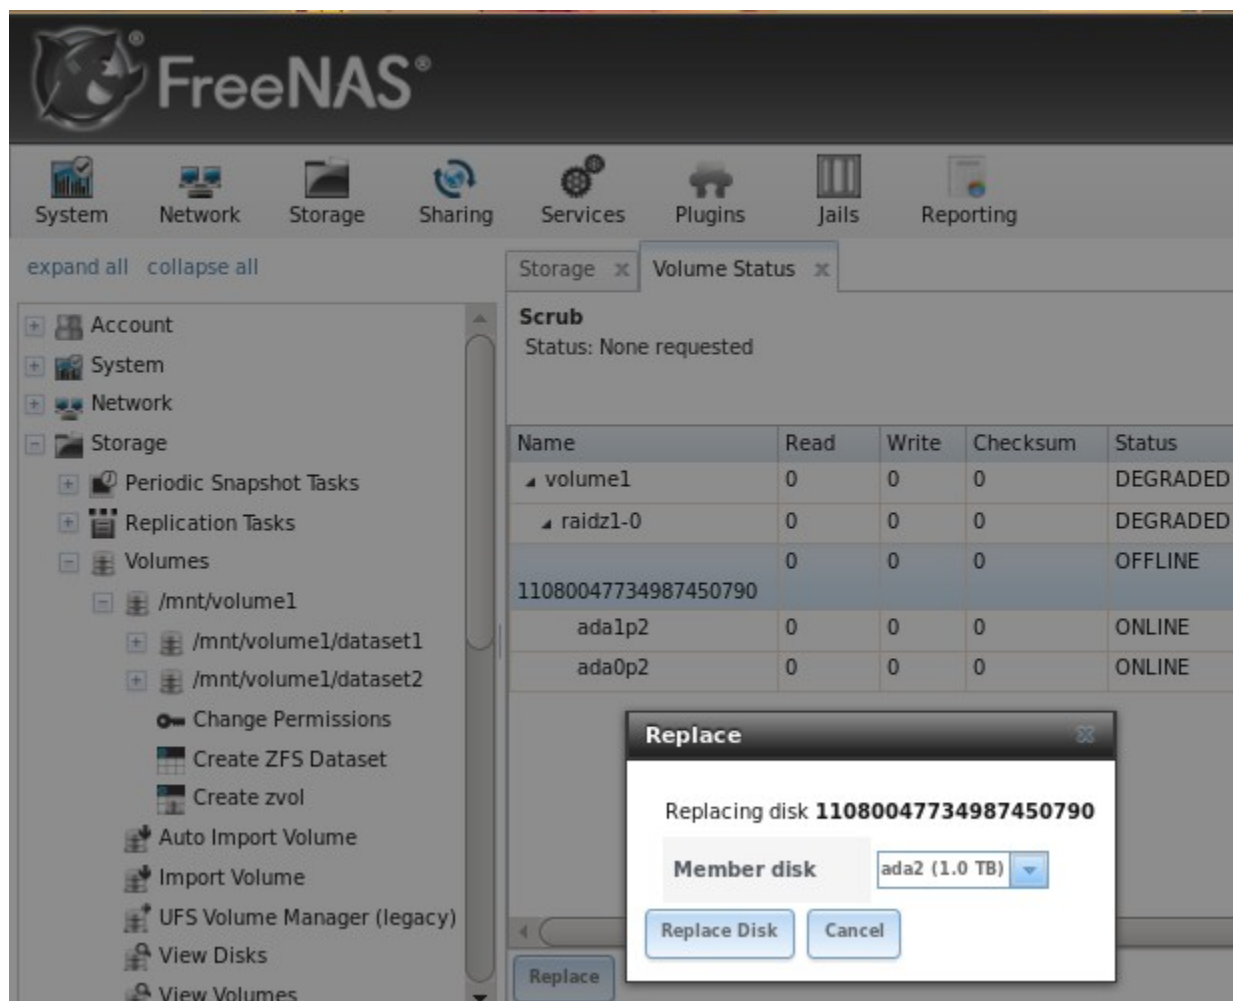 FreeNAS®
System Network Storage Sharing Services Plugins Jails Reporting
expand all collapse all
Account
System
Network
Storage
Periodic Snapshot Tasks
Replication Tasks
Volumes
/mnt/volume1
/mnt/volume1/dataset1
/mnt/volume1/dataset2
Change Permissions
Create ZFS Dataset
Create zvol
Auto Import Volume
Import Volume
UFS Volume Manager (legacy)
View Disks
View Volumes
Storage Volume Status
Scrub
Status: None requested
Name Read Write Checksum Status
volume1 0 0 0 DEGRADED
raidz1-0 0 0 0 DEGRADED
0 0 0 OFFLINE
11080047734987450790
ada1p2 0 0 0 ONLINE
ada0p2 0 0 0 ONLINE
Replace
Replacing disk 11080047734987450790
Member disk ada2 (1.0 TB)
Replace Disk Cancel
Replace